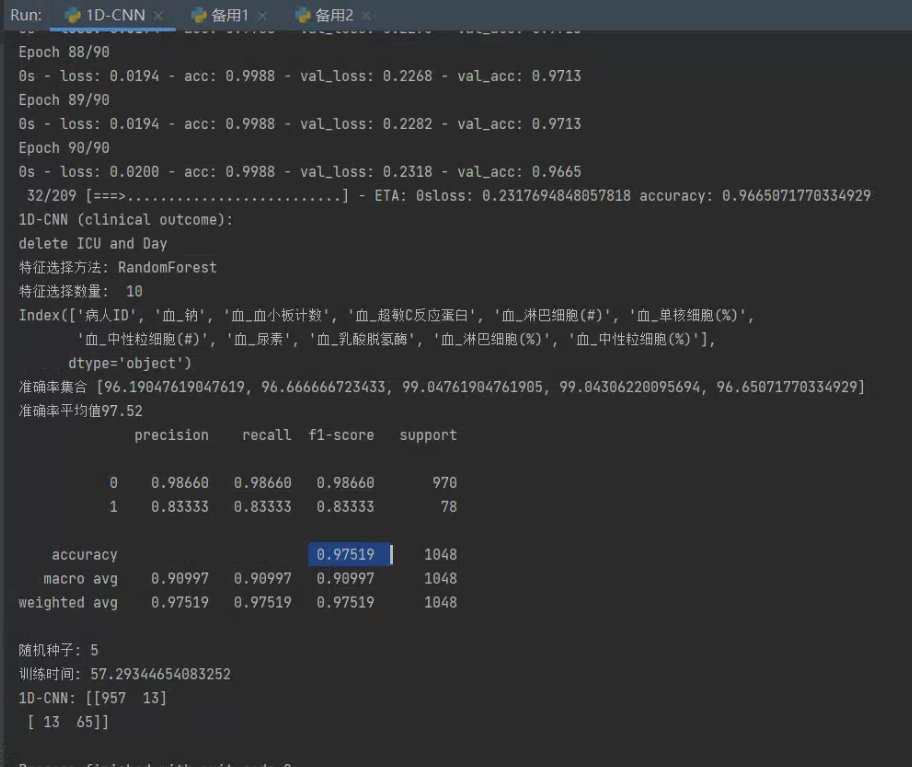 Run: 1D-CNN × 备用1 × 备用2 ×
Epoch 88/90
0s - loss: 0.0194 - acc: 0.9988 - val_loss: 0.2268 - val_acc: 0.9713
Epoch 89/90
0s - loss: 0.0194 - acc: 0.9988 - val_loss: 0.2282 - val_acc: 0.9713
Epoch 90/90
0s - loss: 0.0200 - acc: 0.9988 - val_loss: 0.2318 - val_acc: 0.9665
32/209 [===>..........................] - ETA: 0sloss: 0.2317694848057818 accuracy: 0.9665071770334929
1D-CNN (clinical outcome):
delete ICU and Day
特征选择方法: RandomForest
特征选择数量: 10
Index(['病人ID', '血_钠', '血_血小板计数', '血_超敏C反应蛋白', '血_淋巴细胞(#)', '血_单核细胞(%)',
'血_中性粒细胞(#)', '血_尿素', '血_乳酸脱氢酶', '血_淋巴细胞(%)', '血_中性粒细胞(%)'],
dtype='object')
准确率集合 [96.19047619047619, 96.666666723433, 99.04761904761905, 99.04306220095694, 96.65071770334929]
准确率平均值97.52
precision recall f1-score support
0 0.98660 0.98660 0.98660 970
1 0.83333 0.83333 0.83333 78
accuracy 0.97519 1048
macro avg 0.90997 0.90997 0.90997 1048
weighted avg 0.97519 0.97519 0.97519 1048
随机种子: 5
训练时间: 57.29344654083252
1D-CNN: [[957 13]
[ 13 65]]